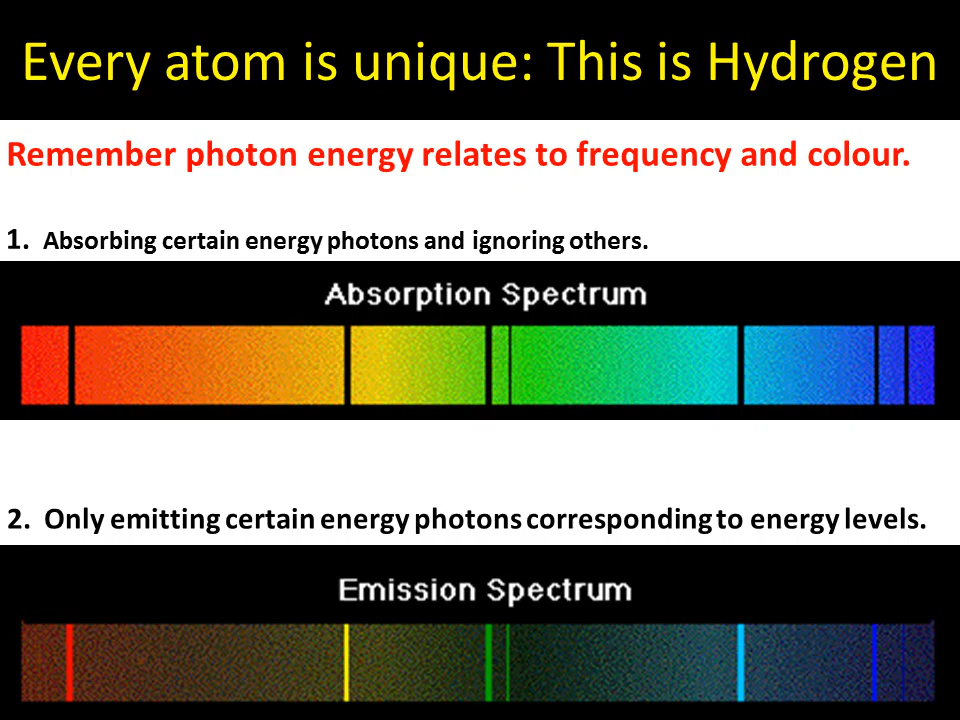 Every atom is unique: This is Hydrogen
Remember photon energy relates to frequency and colour.
1. Absorbing certain energy photons and ignoring others.
Absorption Spectrum
2. Only emitting certain energy photons corresponding to energy levels.
Emission Spectrum